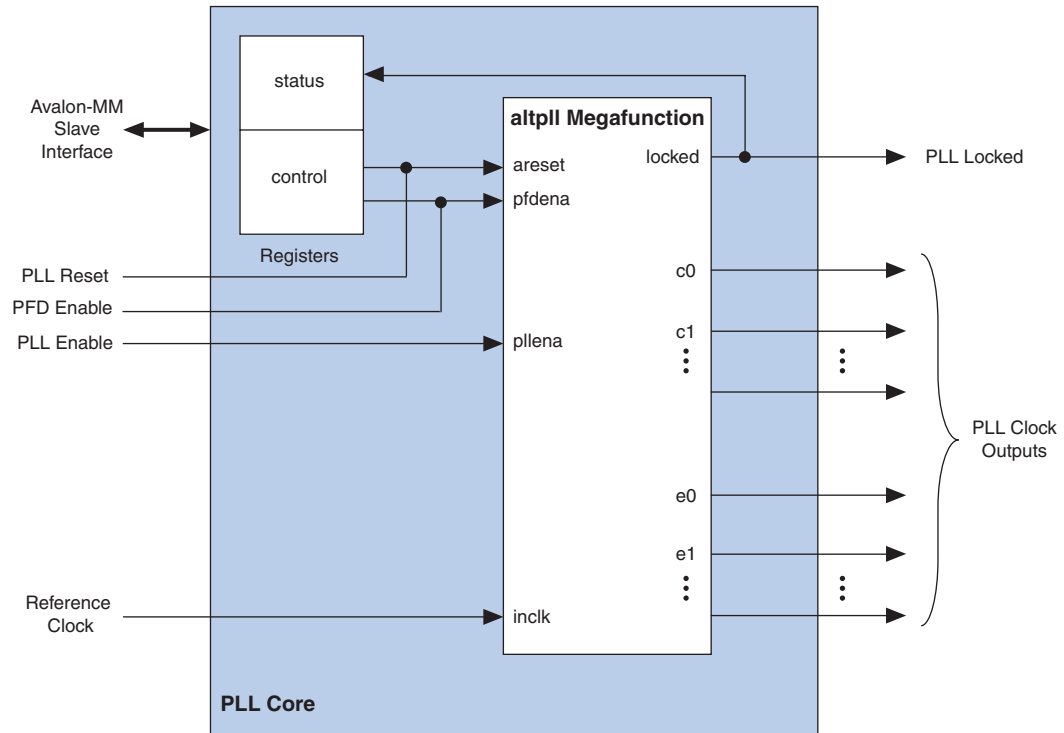 status
altpll Megafunction
Avalon-MM
Slave
Interface
locked
PLL Locked
control
areset
pfdena
Registers
PLL Reset
c0
PFD Enable
c1
PLL Enable
pllena
PLL Clock
Outputs
e0
e1
Reference
Clock
inclk
PLL Core